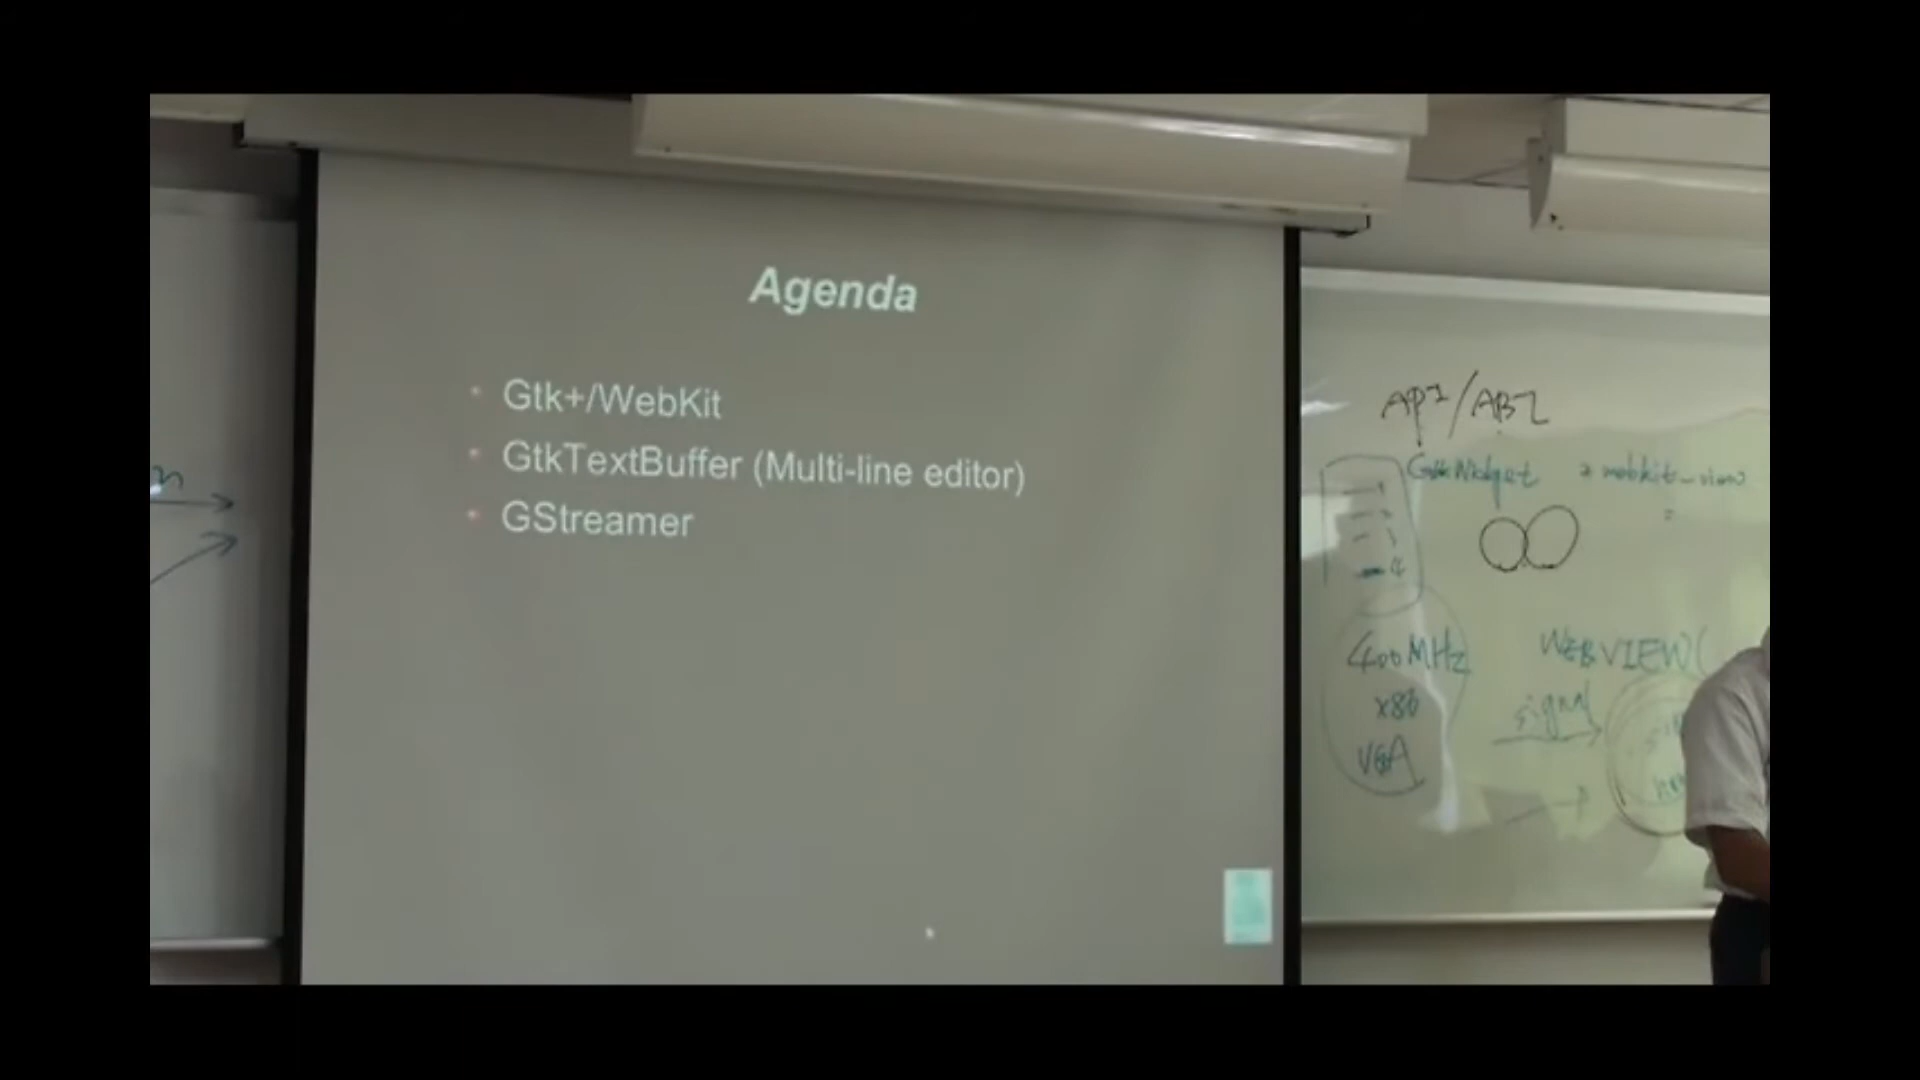 Agenda
Gtk+/WebKit
GtkTextBuffer (Multi-line editor)
GStreamer
API/ABI
GtkWidget * webkit_view
=
400MHz
x86
VGA
WEBVIEW(
signal